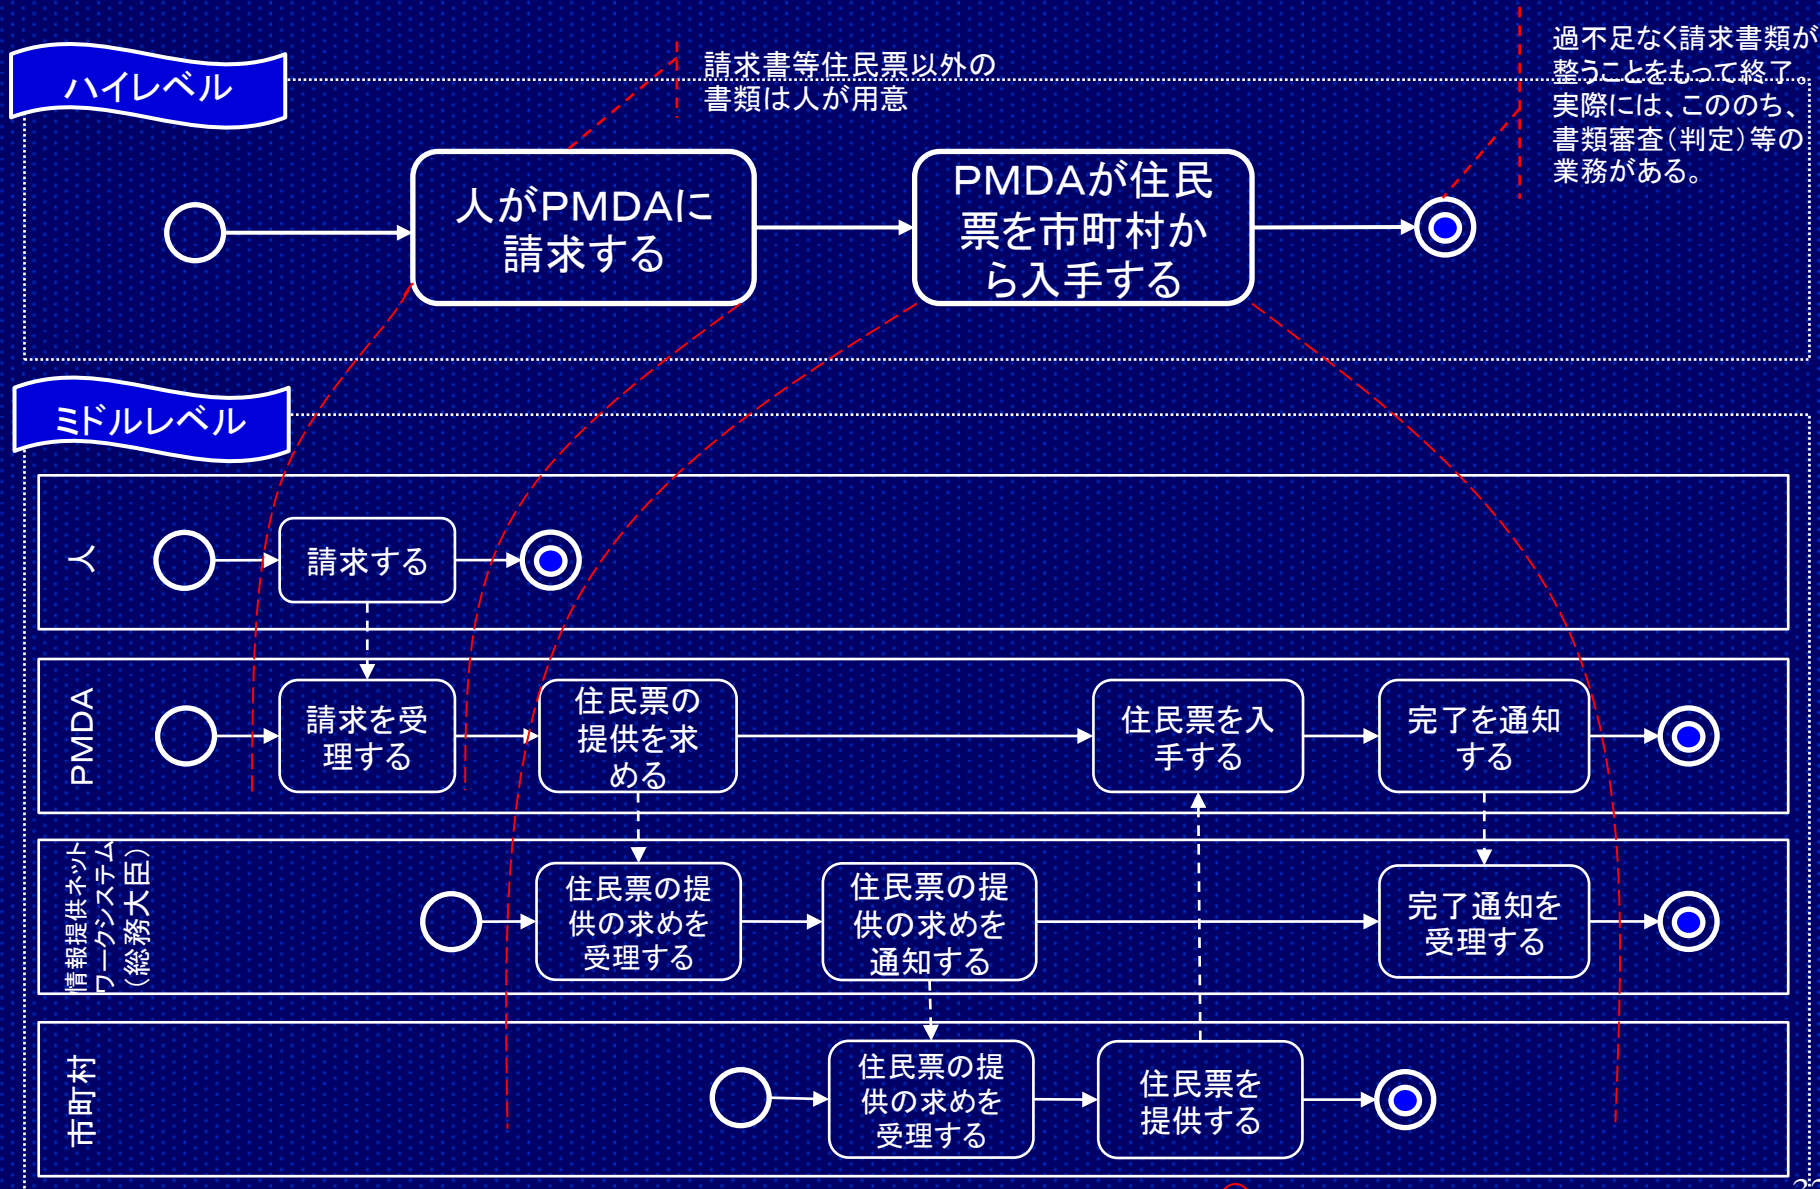 ハイレベル
請求書等住民票以外の
書類は人が用意
過不足なく請求書類が
整うことをもって終了。
実際には、こののち、
書類審査（判定）等の
業務がある。
人がＰＭＤＡに
請求する
ＰＭＤＡが住民
票を市町村か
ら入手する
ミドルレベル
人
請求する
ＰＭＤＡ
請求を受
理する
住民票の
提供を求
める
住民票を入
手する
完了を通知
する
情報提供ネット
ワークシステム
（総務大臣）
住民票の提
供の求めを
受理する
住民票の提
供の求めを
通知する
完了通知を
受理する
市町村
住民票の提
供の求めを
受理する
住民票を
提供する